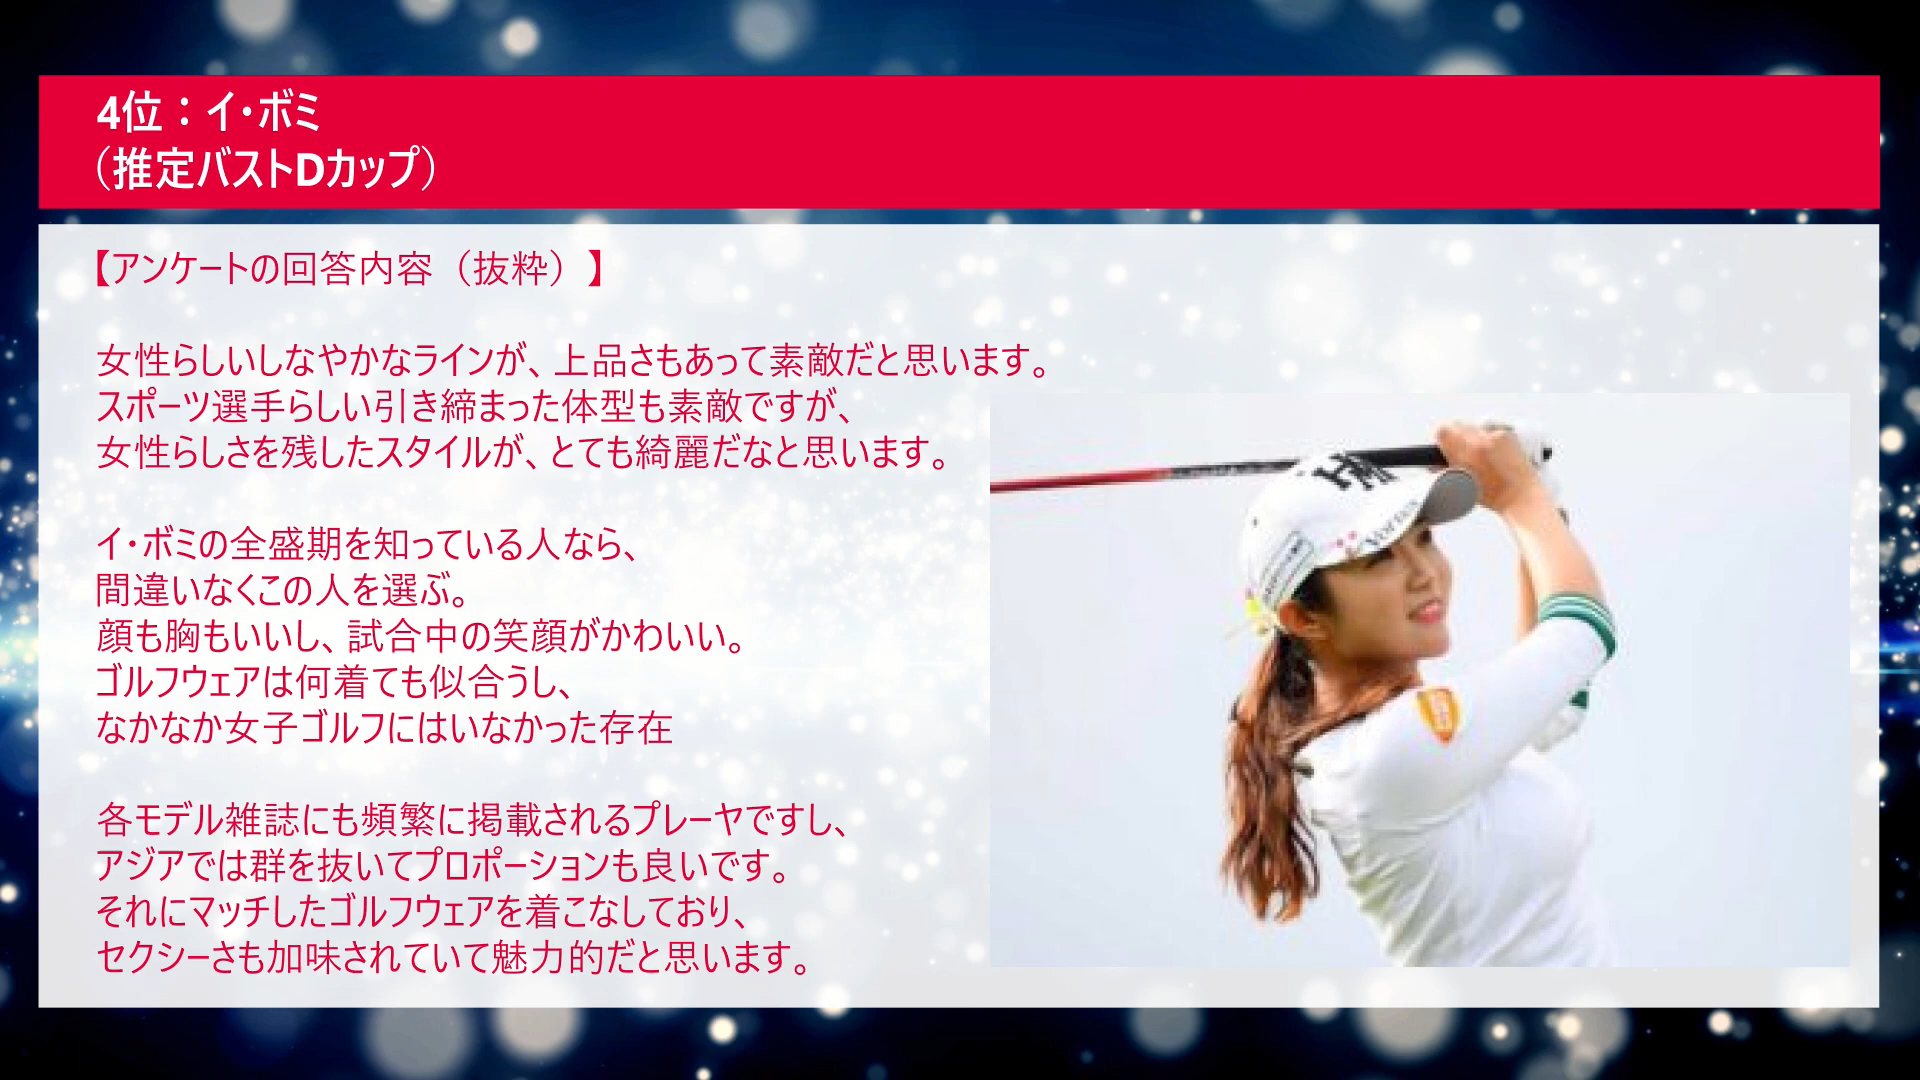 4位：イ・ボミ
（推定バストDカップ）
【アンケートの回答内容（抜粋）】
女性らしいしなやかなラインが、上品さもあって素敵だと思います。
スポーツ選手らしい引き締まった体型も素敵ですが、
女性らしさを残したスタイルが、とても綺麗だなと思います。
イ・ボミの全盛期を知っている人なら、
間違いなくこの人を選ぶ。
顔も胸もいいし、試合中の笑顔がかわいい。
ゴルフウェアは何着ても似合うし、
なかなか女子ゴルフにはいなかった存在
各モデル雑誌にも頻繁に掲載されるプレーヤですし、
アジアでは群を抜いてプロポーションも良いです。
それにマッチしたゴルフウェアを着こなしており、
セクシーさも加味されていて魅力的だと思います。